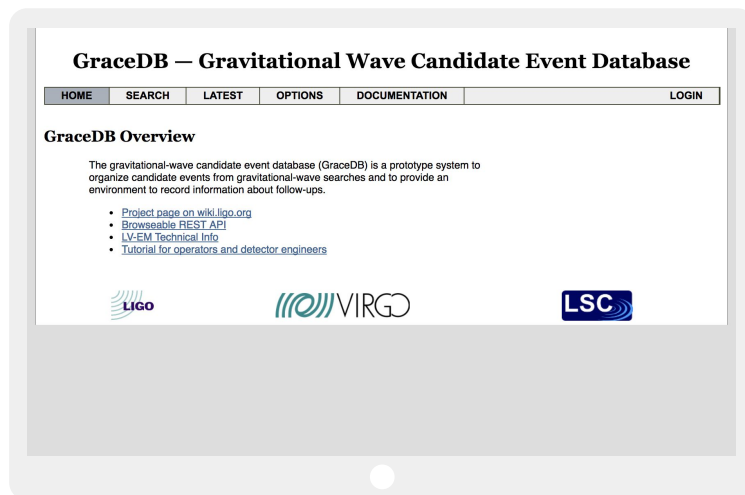 GraceDB — Gravitational Wave Candidate Event Database
HOME SEARCH LATEST OPTIONS DOCUMENTATION LOGIN
GraceDB Overview
The gravitational-wave candidate event database (GraceDB) is a prototype system to
organize candidate events from gravitational-wave searches and to provide an
environment to record information about follow-ups.
Project page on wiki.ligo.org
Browseable REST API
LV-EM Technical Info
Tutorial for operators and detector engineers
LIGO VIRGO LSC